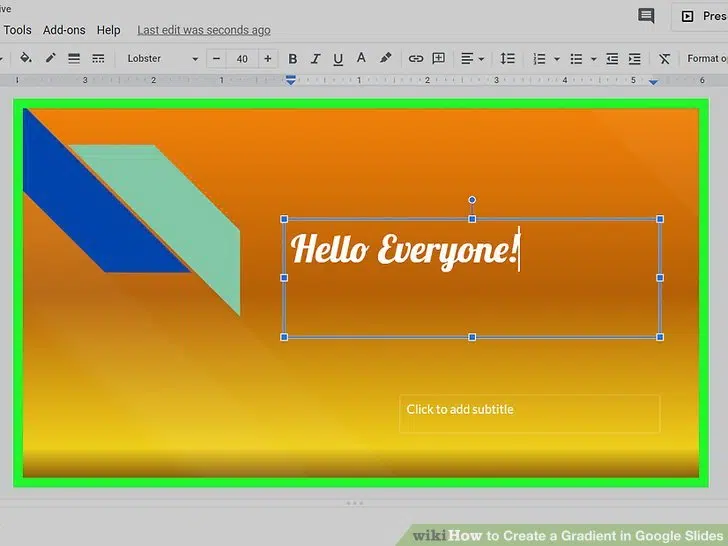 ive
Tools Add-ons Help Last edit was seconds ago
Pres
Lobster 40 B I U A Format op
3 2 1 1 2 3 4 5 6
Hello Everyone!
Click to add subtitle
wikiHow to Create a Gradient in Google Slides